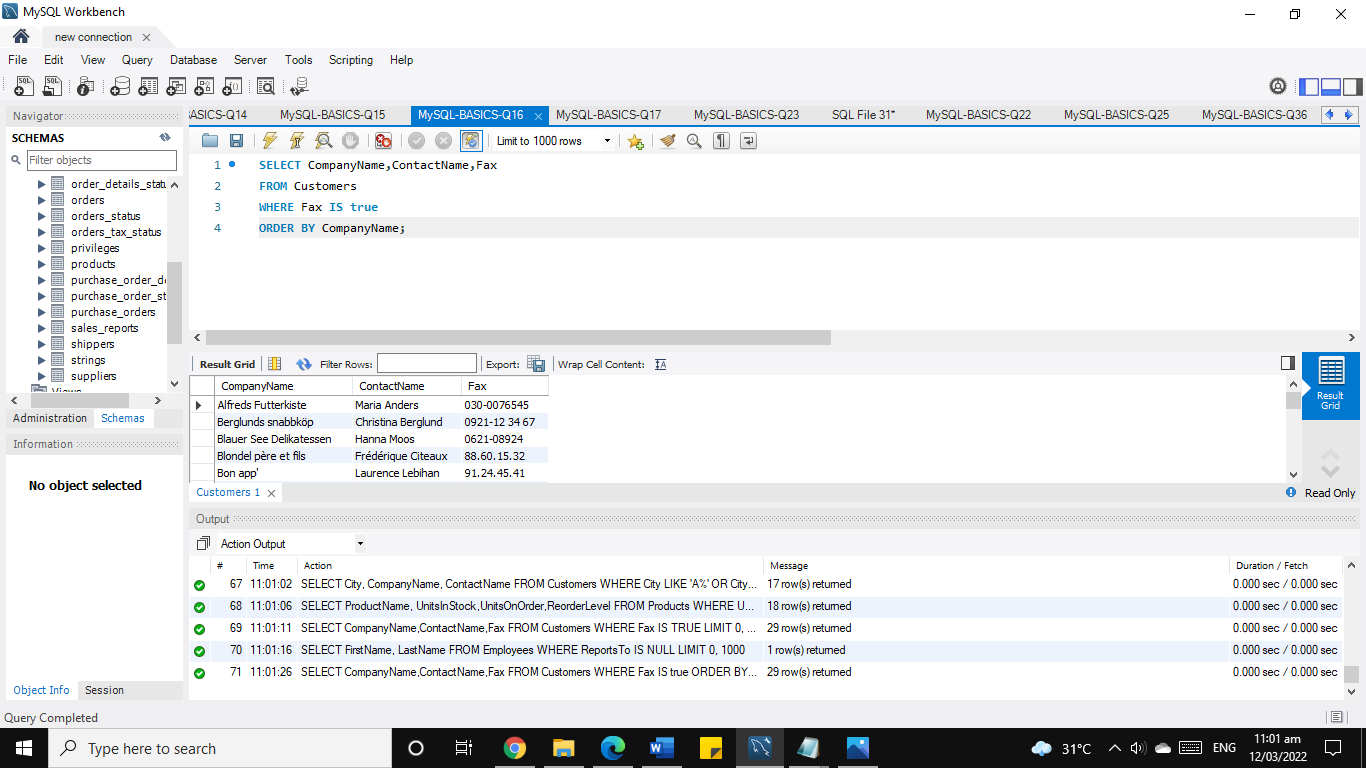 MySQL Workbench
new connection
File Edit View Query Database Server Tools Scripting Help
Navigator
SCHEMAS
Filter objects
order_details_statu
orders
orders_status
orders_tax_status
privileges
products
purchase_order_de
purchase_order_st
purchase_orders
sales_reports
shippers
strings
suppliers
Views
Administration Schemas
Information
No object selected
Object Info Session
BASICS-Q14 MySQL-BASICS-Q15 MySQL-BASICS-Q16 MySQL-BASICS-Q17 MySQL-BASICS-Q23 SQL File 31* MySQL-BASICS-Q22 MySQL-BASICS-Q25 MySQL-BASICS-Q36
Limit to 1000 rows
1 SELECT CompanyName,ContactName,Fax
2 FROM Customers
3 WHERE Fax IS true
4 ORDER BY CompanyName;
Result Grid Filter Rows: Export: Wrap Cell Content:
CompanyName ContactName Fax
Alfreds Futterkiste Maria Anders 030-0076545
Berglunds snabbköp Christina Berglund 0921-12 34 67
Blauer See Delikatessen Hanna Moos 0621-08924
Blondel père et fils Frédérique Citeaux 88.60.15.32
Bon app' Laurence Lebihan 91.24.45.41
Result
Grid
Customers 1 Read Only
Output
Action Output
# Time Action Message Duration / Fetch
67 11:01:02 SELECT City, CompanyName, ContactName FROM Customers WHERE City LIKE 'A%' OR City... 17 row(s) returned 0.000 sec / 0.000 sec
68 11:01:06 SELECT ProductName, UnitsInStock,UnitsOnOrder,ReorderLevel FROM Products WHERE U... 18 row(s) returned 0.000 sec / 0.000 sec
69 11:01:11 SELECT CompanyName,ContactName,Fax FROM Customers WHERE Fax IS TRUE LIMIT 0, ... 29 row(s) returned 0.000 sec / 0.000 sec
70 11:01:16 SELECT FirstName, LastName FROM Employees WHERE ReportsTo IS NULL LIMIT 0, 1000 1 row(s) returned 0.000 sec / 0.000 sec
71 11:01:26 SELECT CompanyName,ContactName,Fax FROM Customers WHERE Fax IS true ORDER BY... 29 row(s) returned 0.000 sec / 0.000 sec
Query Completed
Type here to search
31°C ENG 11:01 am
12/03/2022